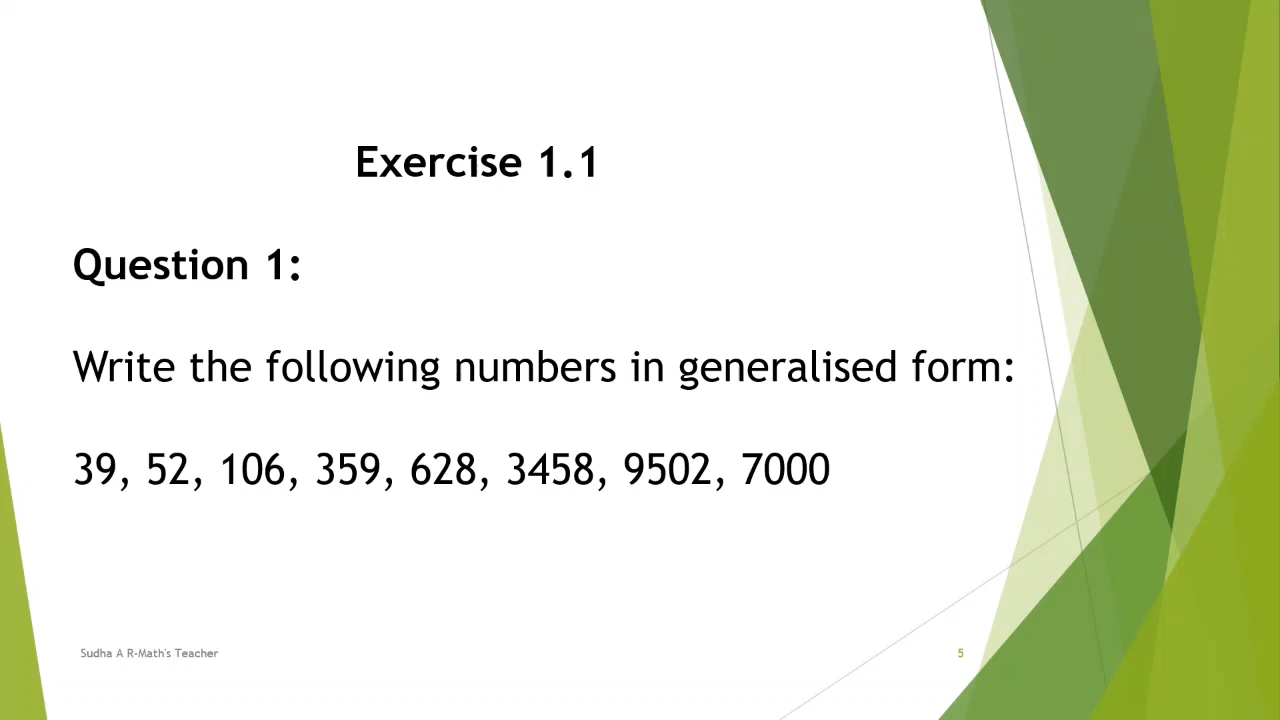 Exercise 1.1
Question 1:
Write the following numbers in generalised form:
39, 52, 106, 359, 628, 3458, 9502, 7000
Sudha A R-Math's Teacher
5